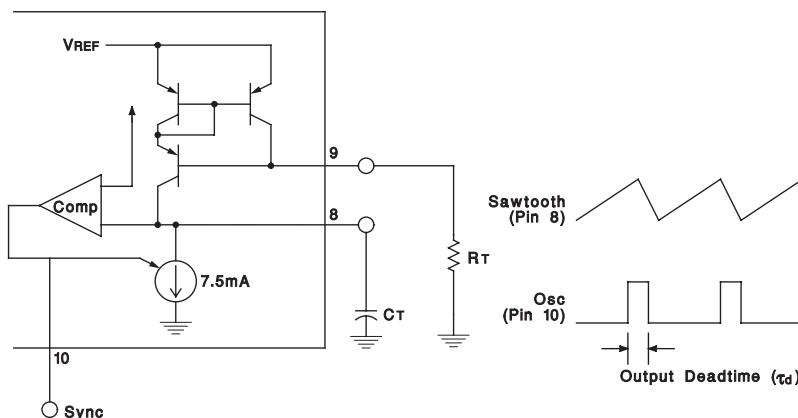 VREF
9
Comp
8
7.5mA
RT
CT
10
Sync
Sawtooth
(Pin 8)
Osc
(Pin 10)
Output Deadtime (τd)